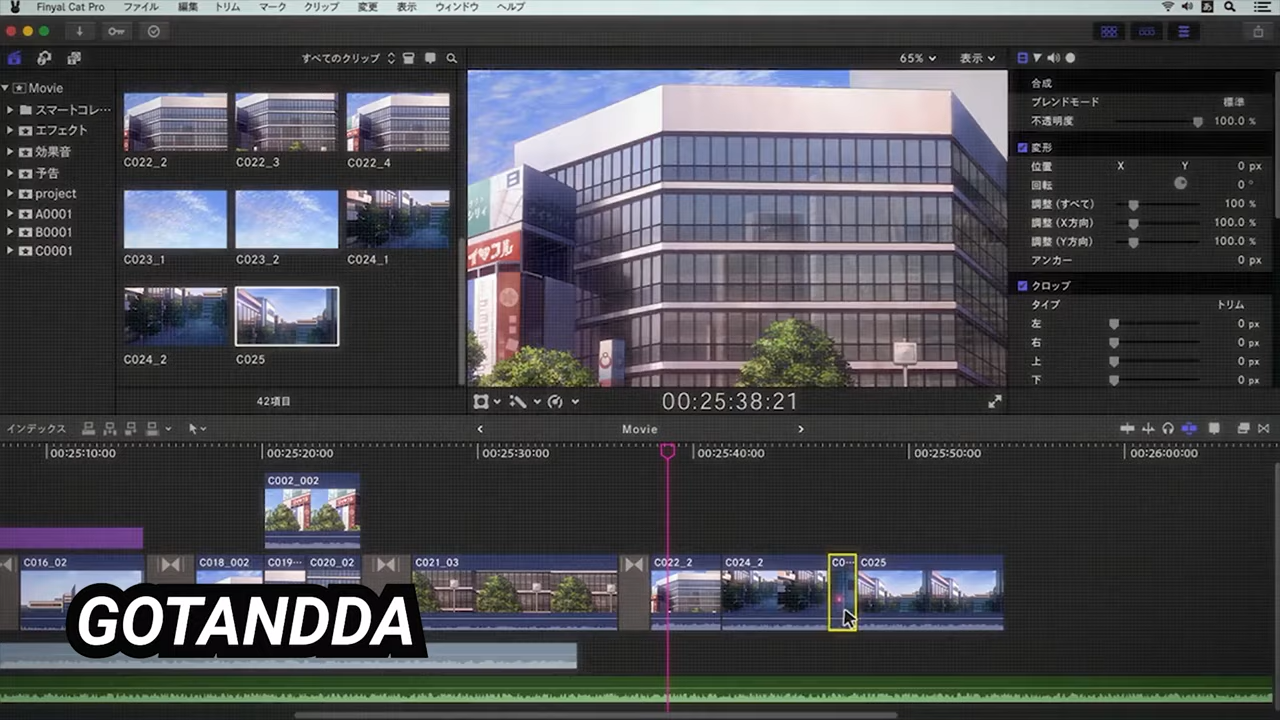 Finyal Cat Pro ファイル 編集 トリム マーク クリップ 変更 表示 ウィンドウ ヘルプ あ
すべてのクリップ
65% 表示
Movie
スマートコレ…
エフェクト
効果音
予告
project
A0001
B0001
C0001
C022_2 C022_3 C022_4
C023_1 C023_2 C024_1
C024_2 C025
42項目
イマコル
00:25:38:21
合成
ブレンドモード 標準
不透明度 100.0 %
変形
位置 X Y 0 px
回転 0 °
調整 (すべて) 100 %
調整 (X方向) 100.0 %
調整 (Y方向) 100.0 %
アンカー 0 px
クロップ
タイプ トリム
左 0 px
右 0 px
上 0 px
下 0 px
インデックス
Movie
00:25:10:00 00:25:20:00 00:25:30:00 00:25:40:00 00:25:50:00 00:26:00:00
C002_002
C016_02 C018_002 C019… C020_02 C021_03 C022_2 C024_2 C0… C025
GOTANDDA